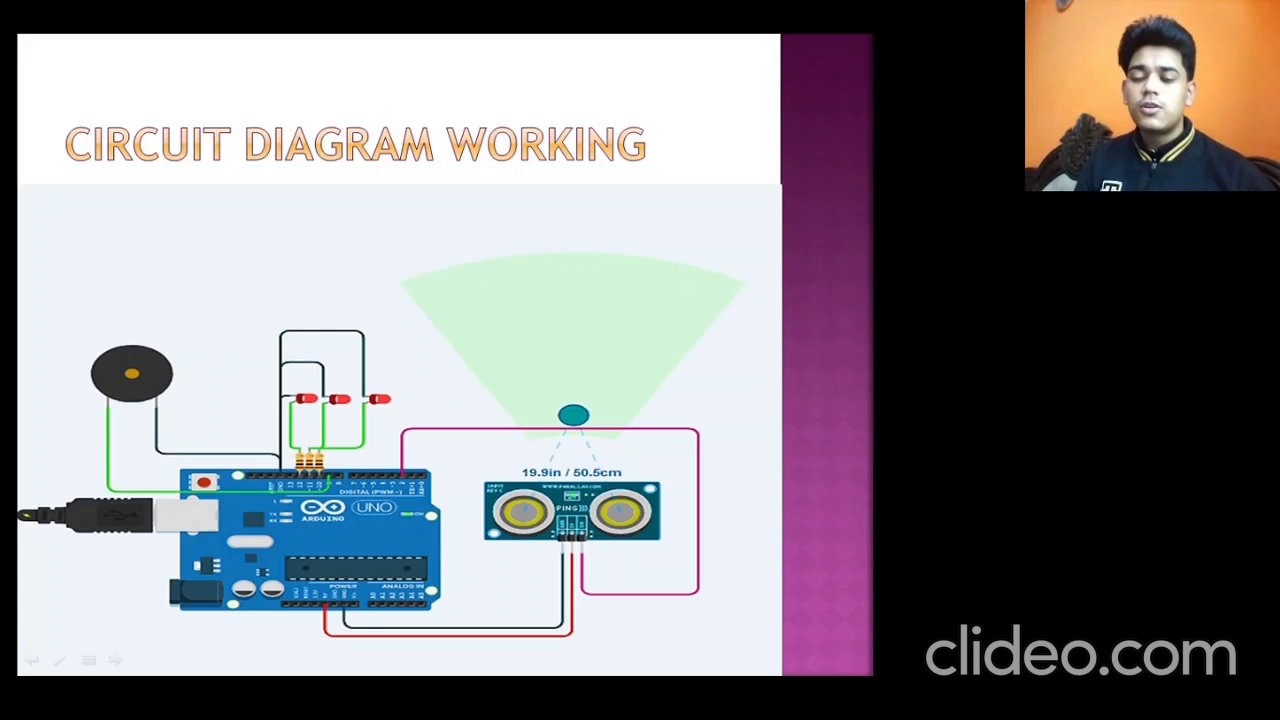 CIRCUIT DIAGRAM WORKING
19.9in / 50.5cm
DIGITAL (PWM~)
UNO
ARDUINO
PING)))
POWER
ANALOG IN
clideo.com